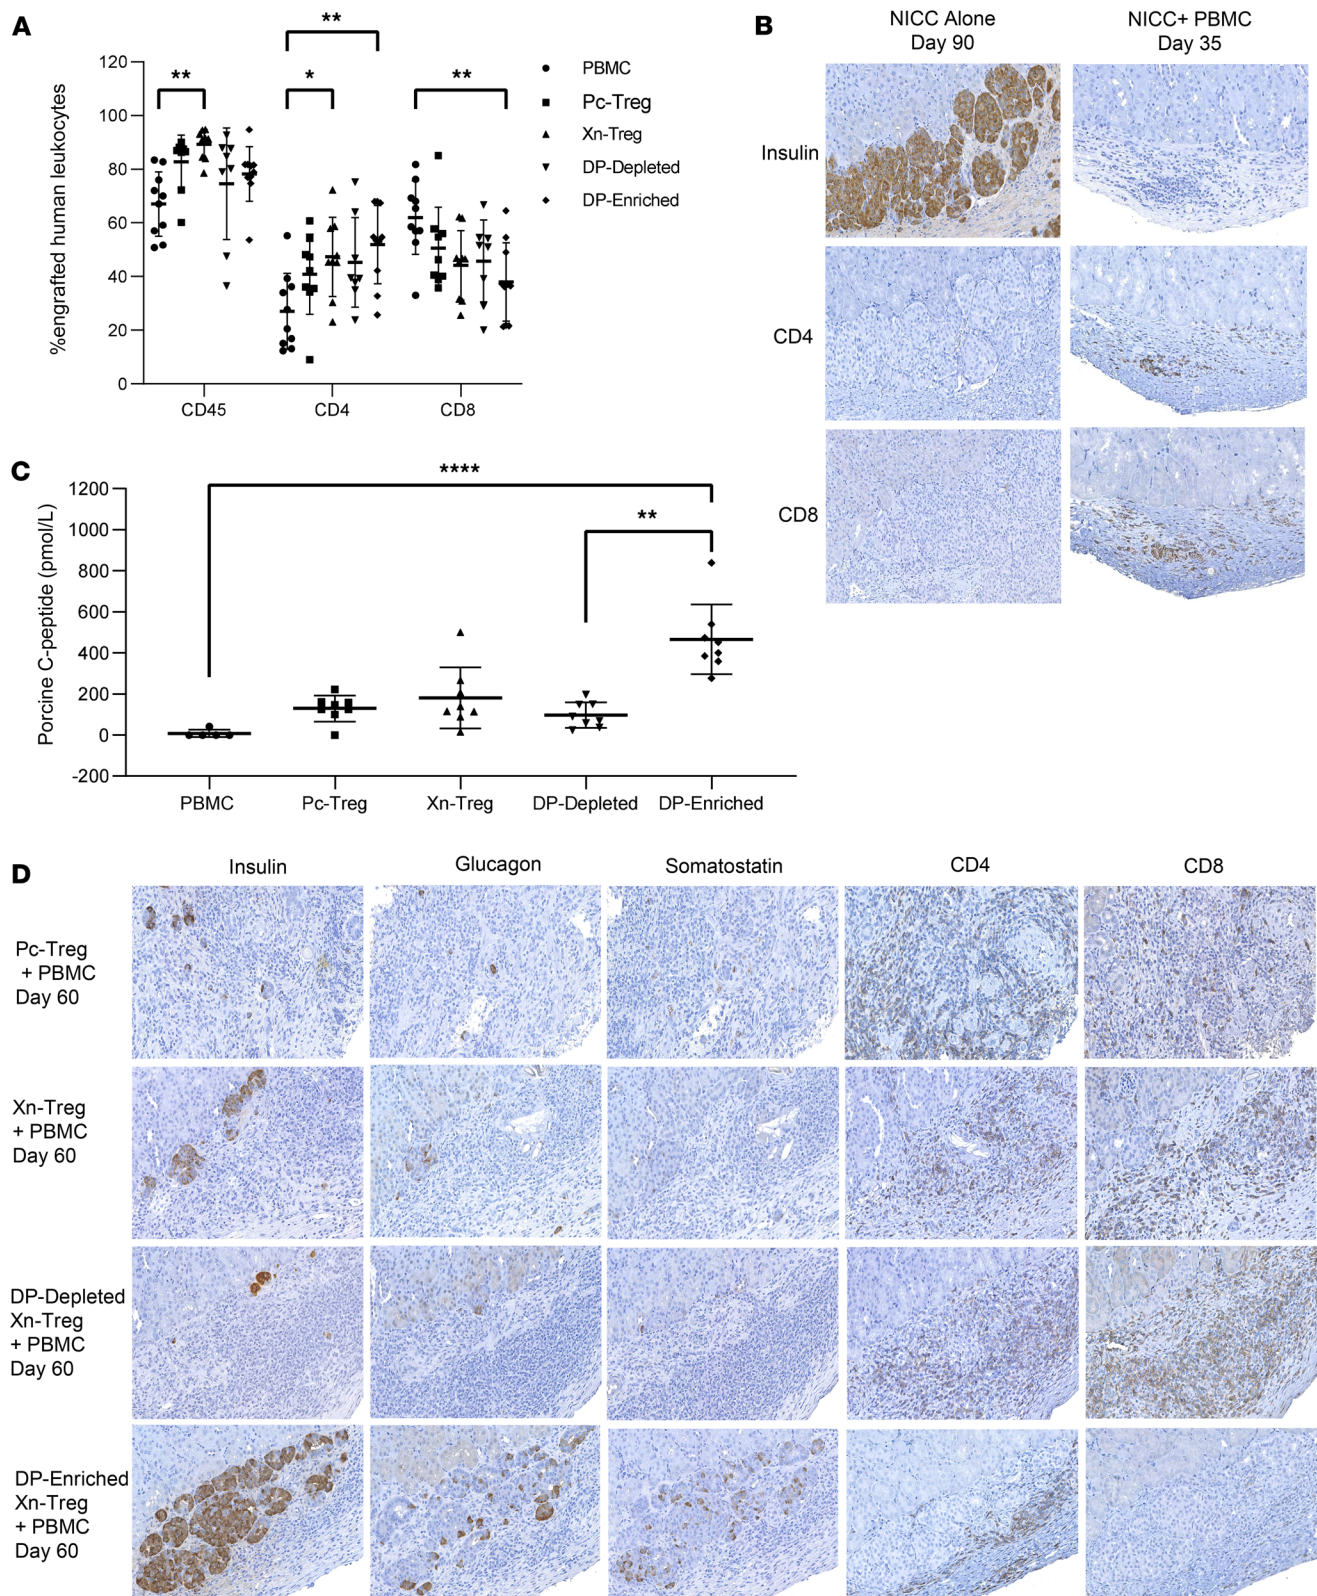 A
**
**
*
**
120
100
80
60
40
20
0
%engrafted human leukocytes
CD45
CD4
CD8
PBMC
Pc-Treg
Xn-Treg
DP-Depleted
DP-Enriched
B
NICC Alone
Day 90
NICC+ PBMC
Day 35
Insulin
CD4
CD8
C
****
**
1200
1000
800
600
400
200
0
-200
Porcine C-peptide (pmol/L)
PBMC
Pc-Treg
Xn-Treg
DP-Depleted
DP-Enriched
D
Insulin
Glucagon
Somatostatin
CD4
CD8
Pc-Treg
+ PBMC
Day 60
Xn-Treg
+ PBMC
Day 60
DP-Depleted
Xn-Treg
+ PBMC
Day 60
DP-Enriched
Xn-Treg
+ PBMC
Day 60